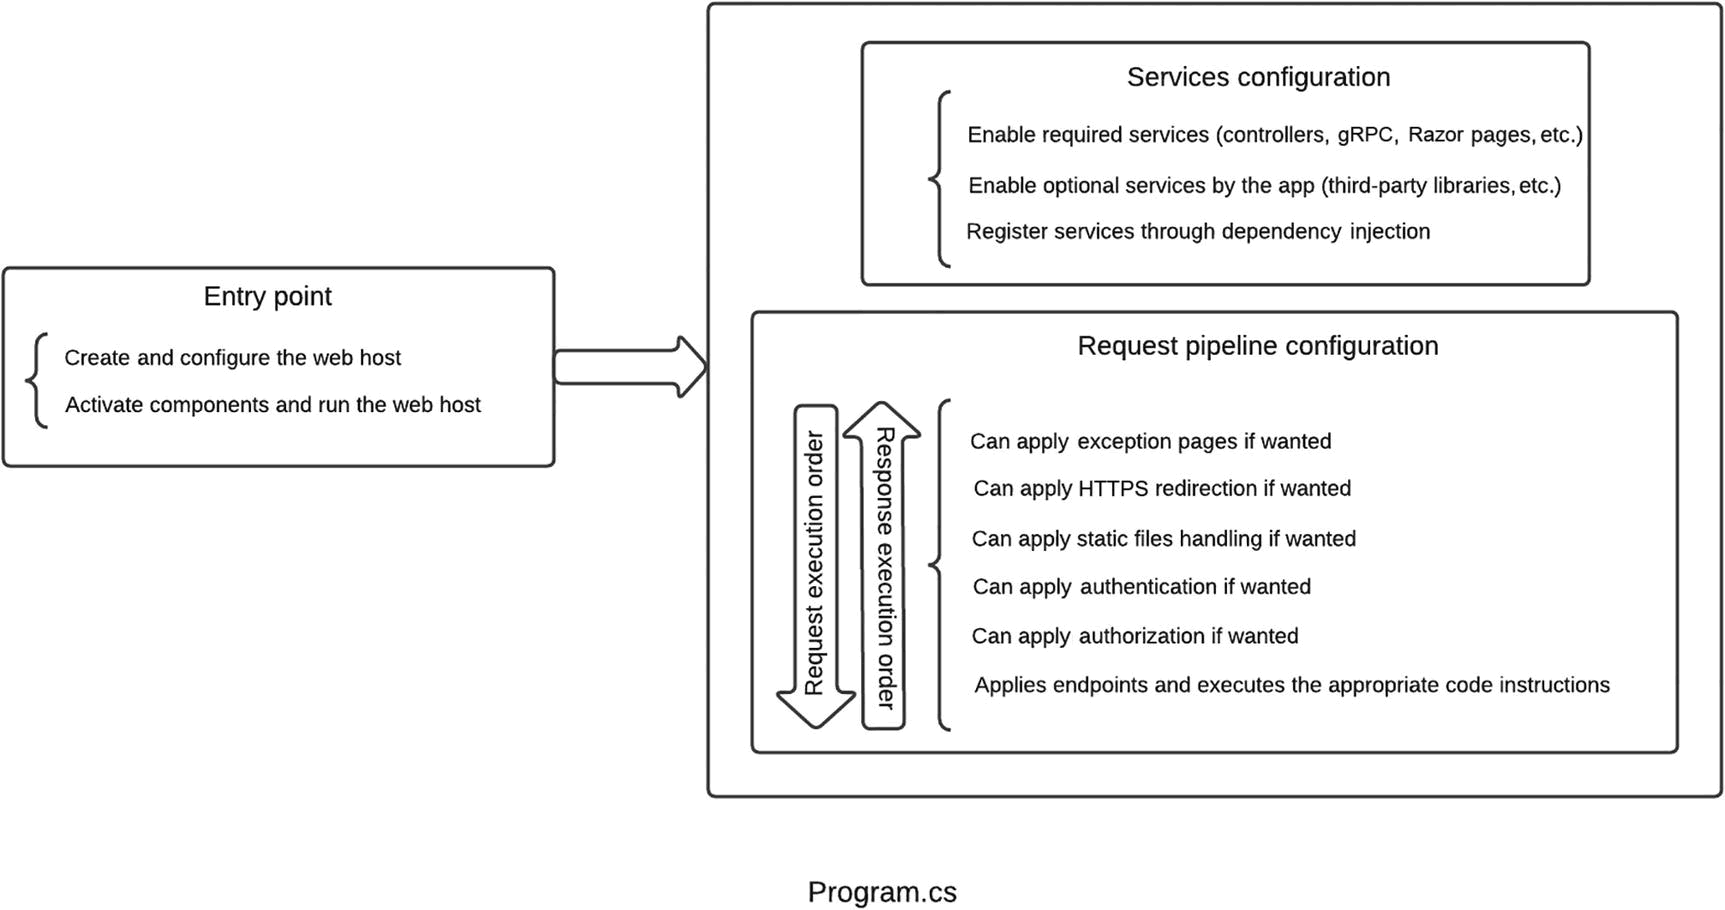 Services configuration
Enable required services (controllers, gRPC, Razor pages, etc.)
Enable optional services by the app (third-party libraries, etc.)
Register services through dependency injection
Entry point
Create and configure the web host
Activate components and run the web host
Request pipeline configuration
Request execution order
Response execution order
Can apply exception pages if wanted
Can apply HTTPS redirection if wanted
Can apply static files handling if wanted
Can apply authentication if wanted
Can apply authorization if wanted
Applies endpoints and executes the appropriate code instructions
Program.cs